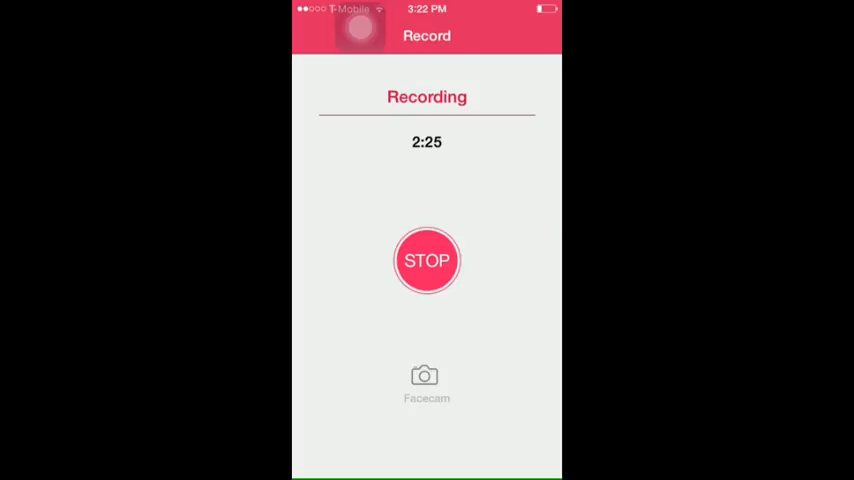 T-Mobile 3:22 PM
Record
Recording
2:25
STOP
Facecam